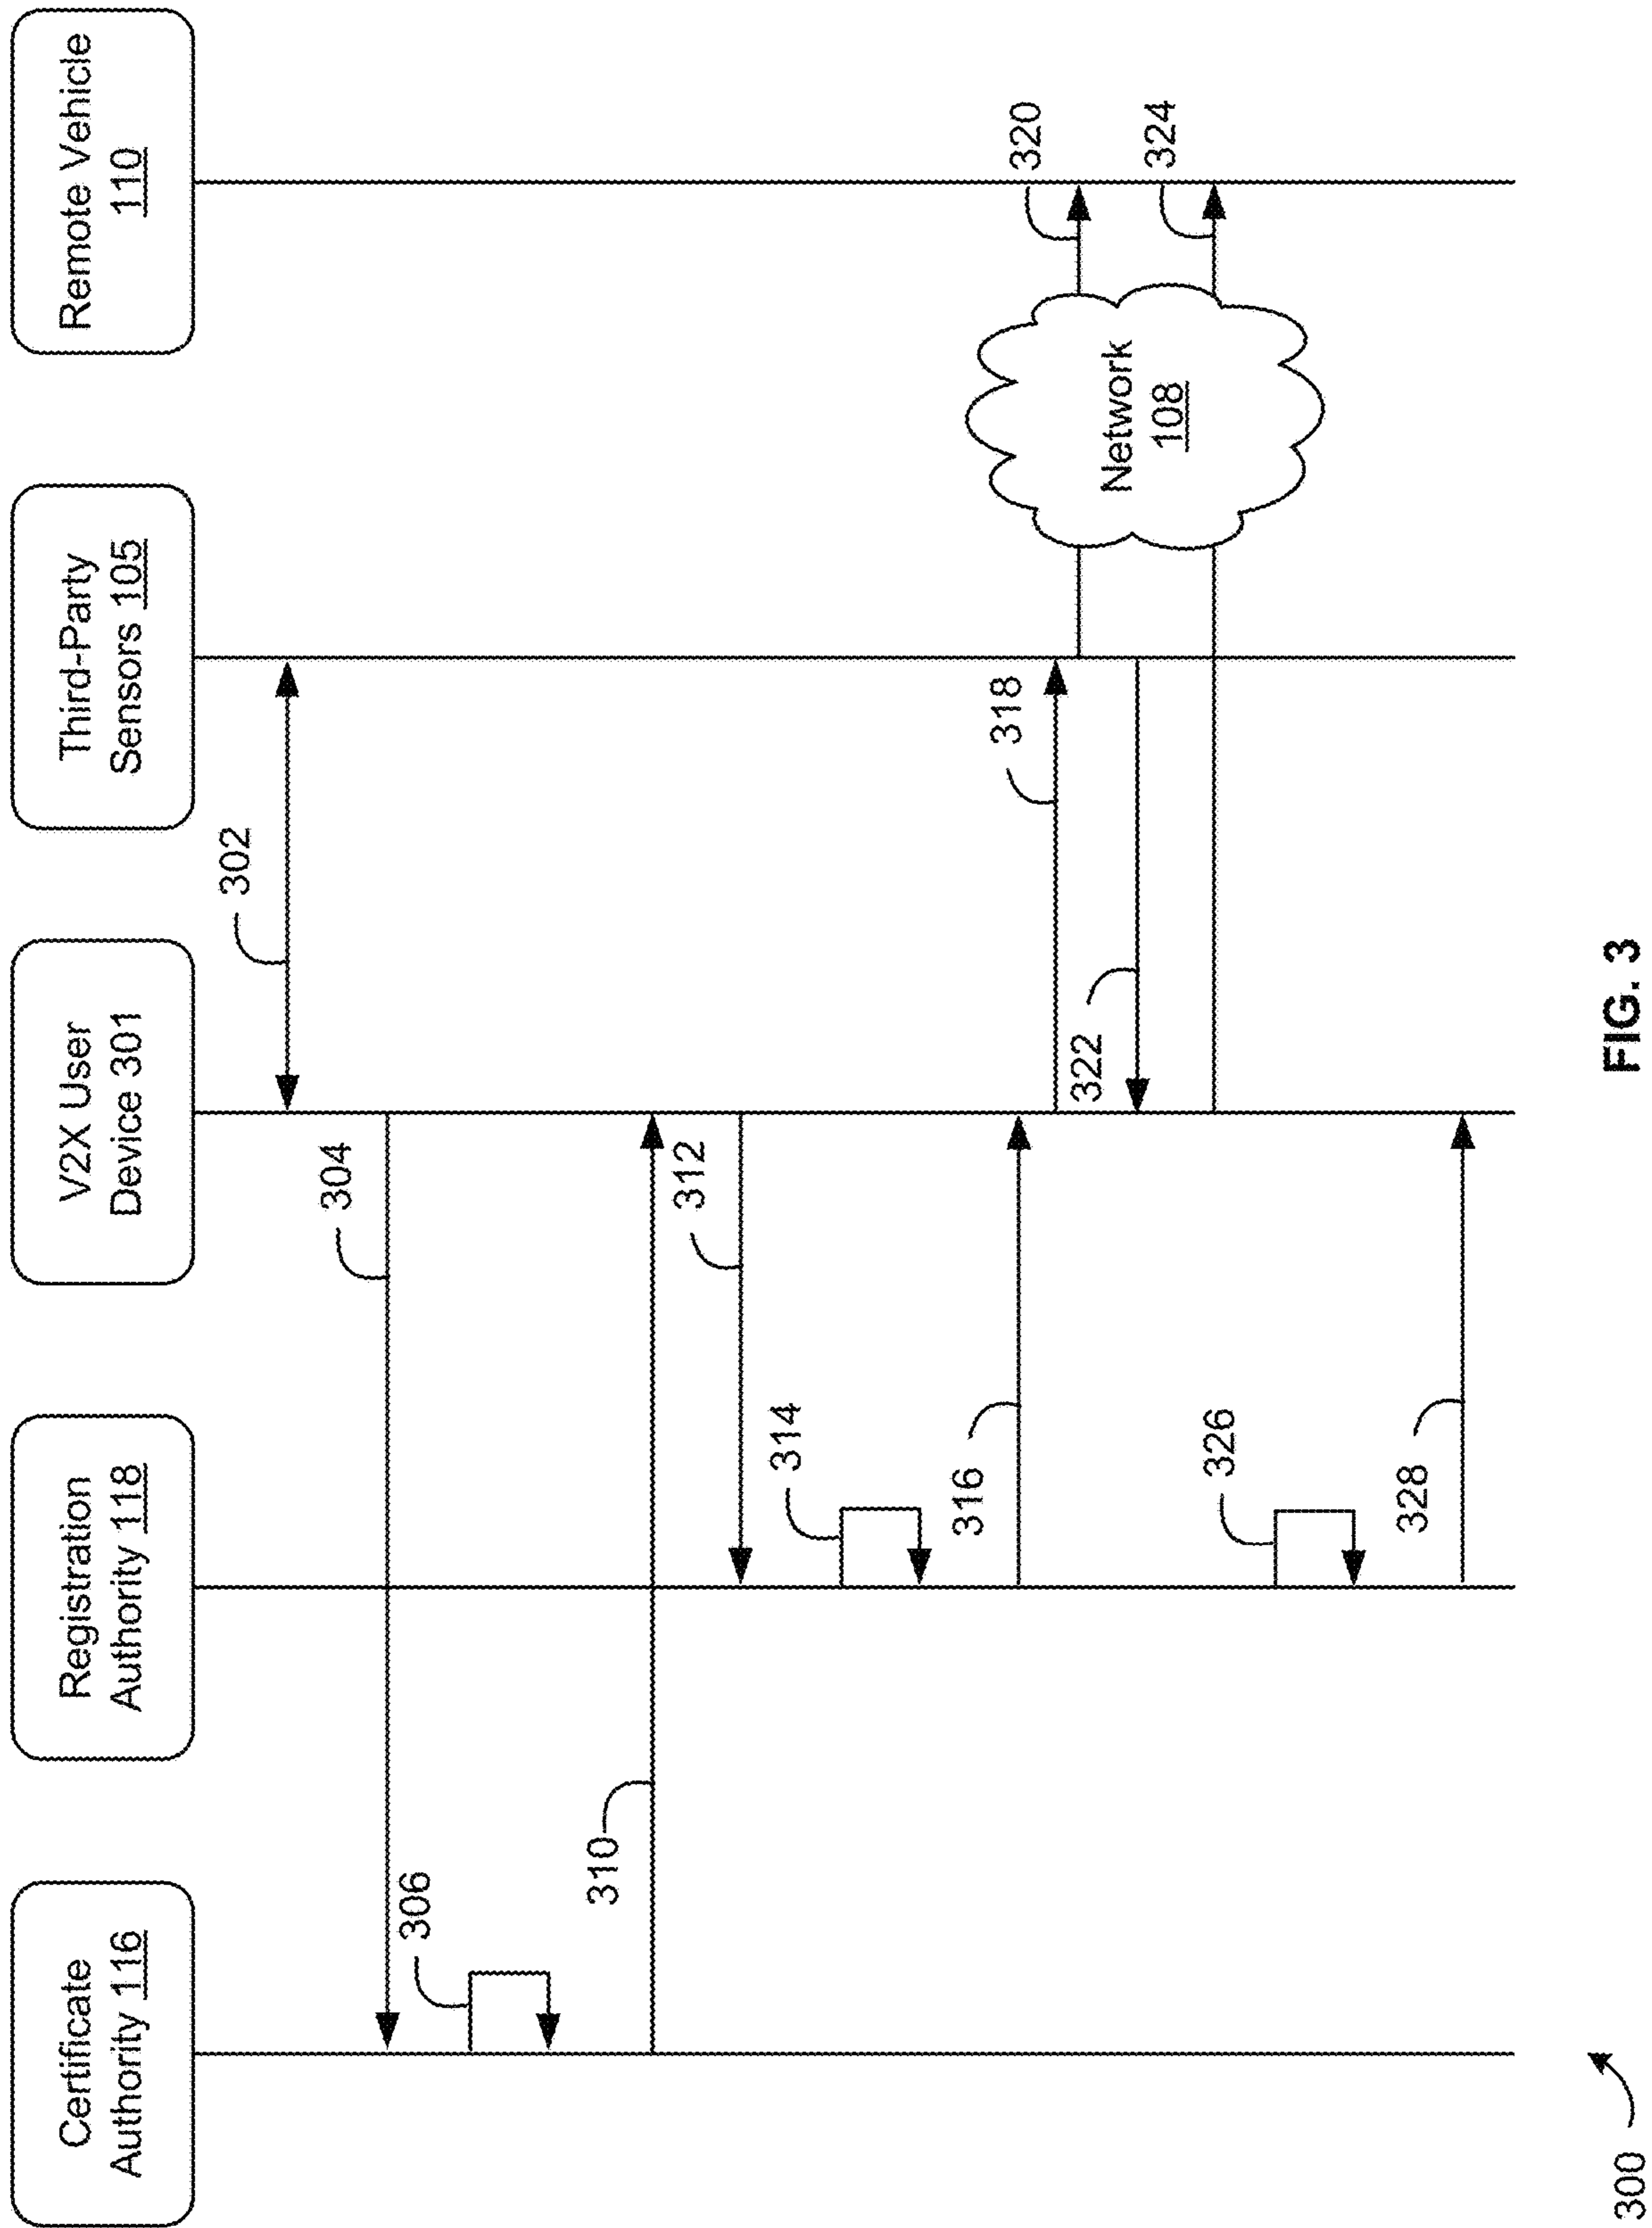 Certificate
Authority 116
Registration
Authority 118
V2X User
Device 301
Third-Party
Sensors 105
Remote Vehicle
110
302
304
306
310
312
314
316
318
320
322
324
Network
108
326
328
300
FIG. 3